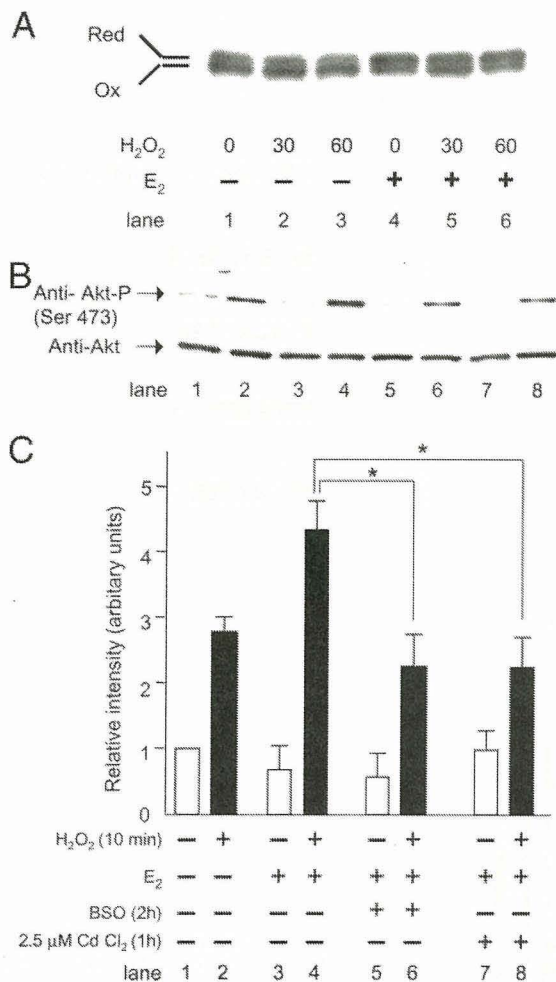 A
Red
Ox
H₂O₂ 0 30 60 0 30 60
E₂ − − − + + +
lane 1 2 3 4 5 6
B
Anti- Akt-P
(Ser 473)
Anti-Akt
lane 1 2 3 4 5 6 7 8
C
* 
*
Relative intensity (arbitary units)
5
4
3
2
1
0
H₂O₂ (10 min) − + − + − + − +
E₂ − − + + + + + +
BSO (2h) − − − − + + − −
2.5 μM Cd Cl₂ (1h) − − − − − − + +
lane 1 2 3 4 5 6 7 8